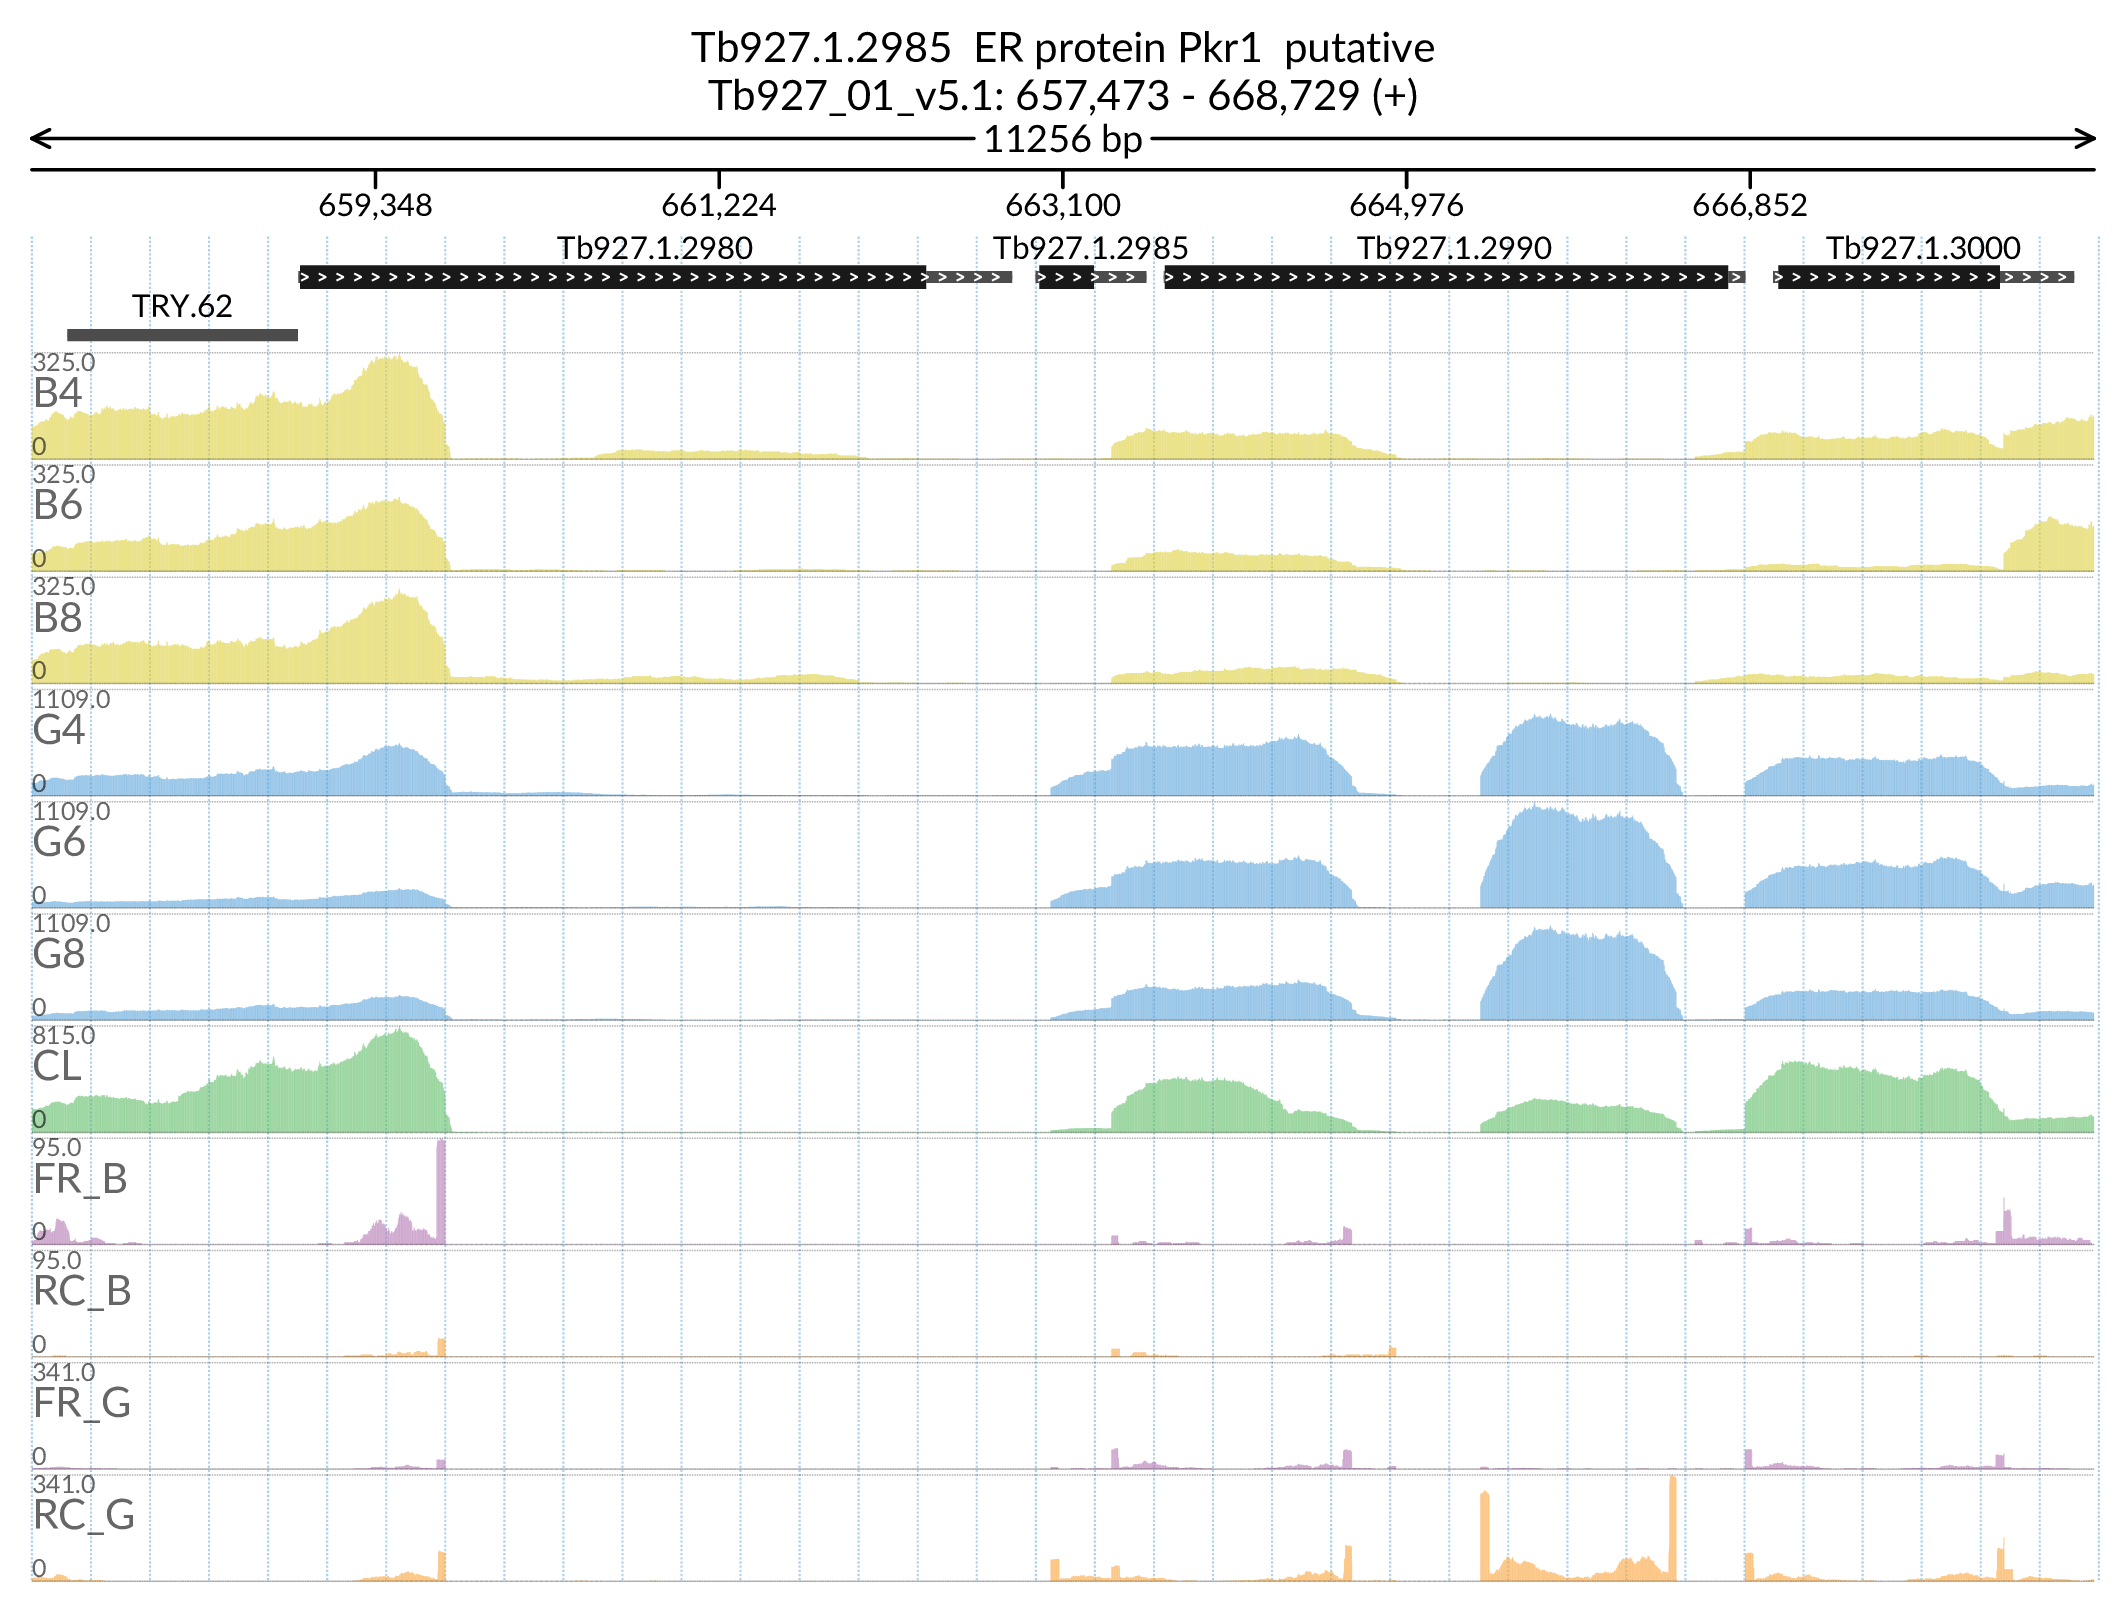 Tb927.1.2985  ER protein Pkr1  putative
Tb927_01_v5.1: 657,473 - 668,729 (+)
11256 bp
659,348 661,224 663,100 664,976 666,852
Tb927.1.2980 Tb927.1.2985 Tb927.1.2990 Tb927.1.3000
TRY.62
325.0
B4
0
325.0
B6
0
325.0
B8
0
1109.0
G4
0
1109.0
G6
0
1109.0
G8
0
815.0
CL
0
95.0
FR_B
0
95.0
RC_B
0
341.0
FR_G
0
341.0
RC_G
0